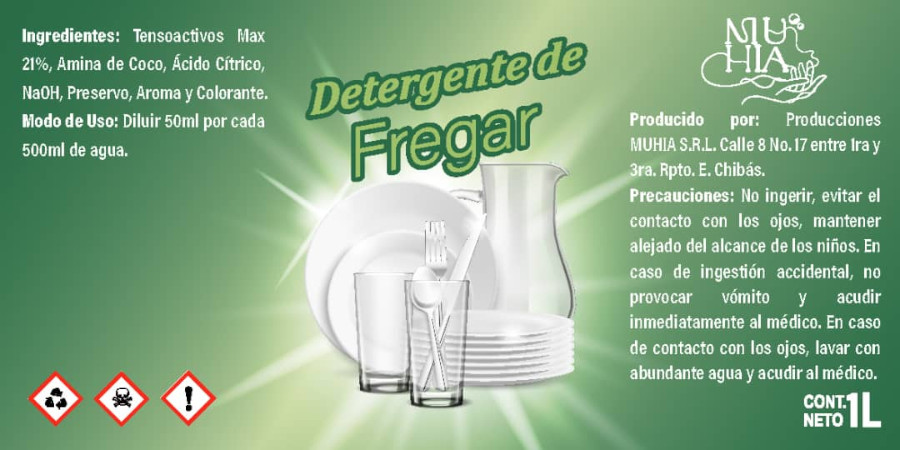 Ingredientes: Tensoactivos Max
21%, Amina de Coco, Ácido Cítrico,
NaOH, Preservo, Aroma y Colorante.
Modo de Uso: Diluir 50ml por cada
500ml de agua.
Detergente de
Fregar
MUHIA
Producido por: Producciones
MUHIA S.R.L. Calle 8 No. 17 entre 1ra y
3ra. Rpto. E. Chibás.
Precauciones: No ingerir, evitar el
contacto con los ojos, mantener
alejado del alcance de los niños. En
caso de ingestión accidental, no
provocar vómito y acudir
inmediatamente al médico. En caso
de contacto con los ojos, lavar con
abundante agua y acudir al médico.
CONT.
NETO 1L